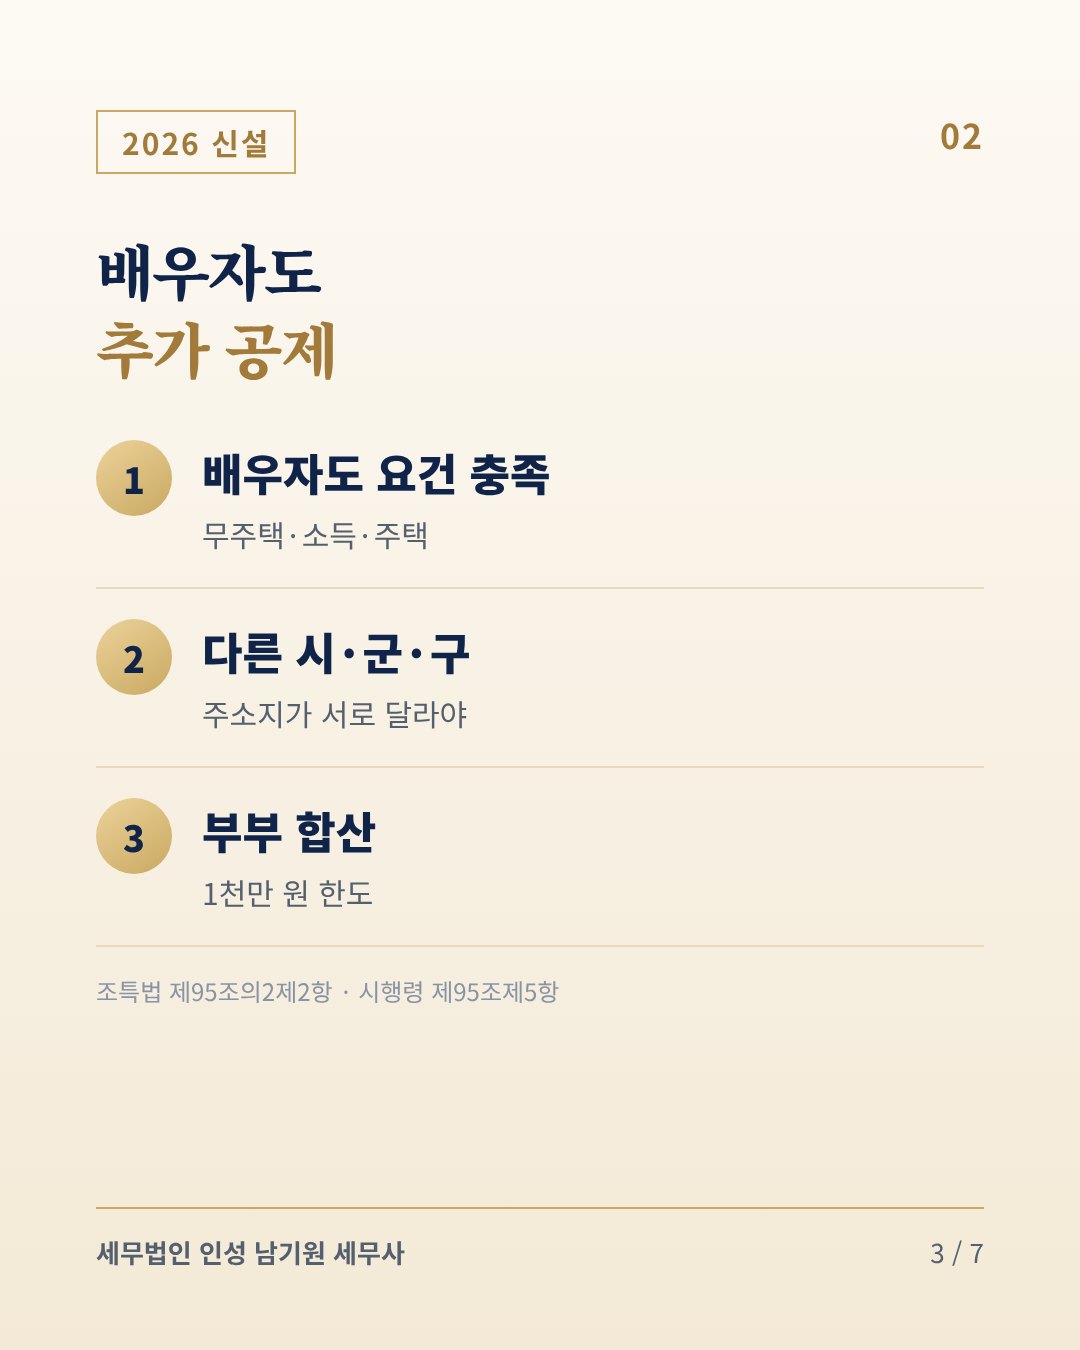 2026 신설
02
배우자도
추가 공제
1
배우자도 요건 충족
무주택·소득·주택
2
다른 시·군·구
주소지가 서로 달라야
3
부부 합산
1천만 원 한도
조특법 제95조의2제2항 · 시행령 제95조제5항
세무법인 인성 남기원 세무사
3 / 7